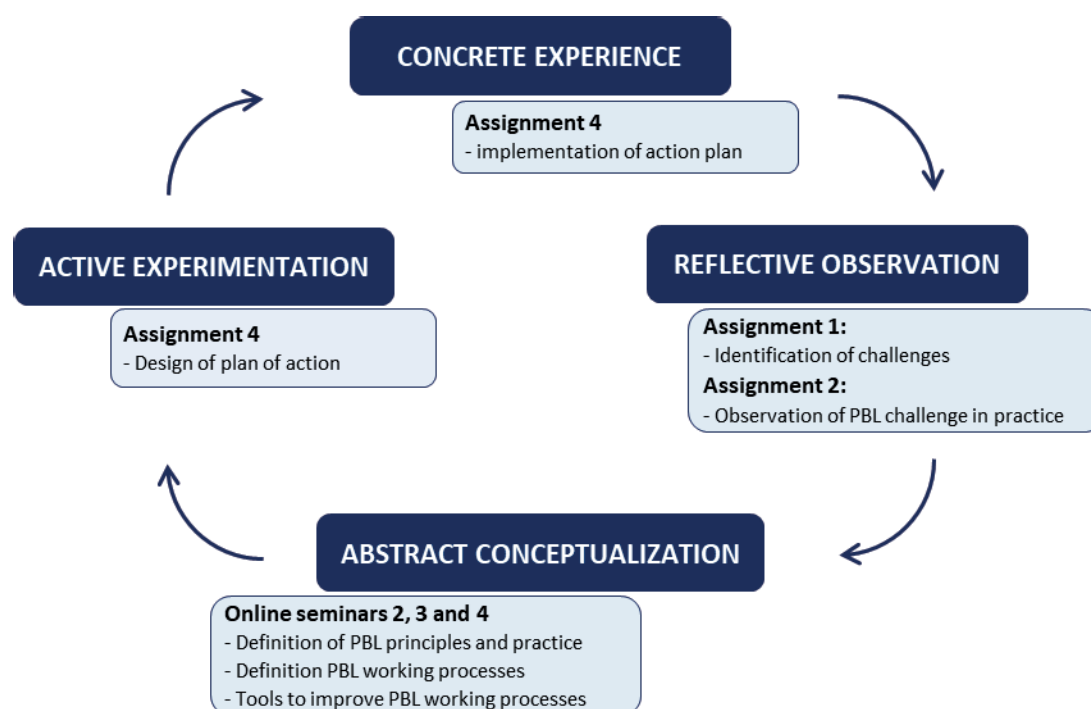 CONCRETE EXPERIENCE
Assignment 4
- implementation of action plan
ACTIVE EXPERIMENTATION
Assignment 4
- Design of plan of action
REFLECTIVE OBSERVATION
Assignment 1:
- Identification of challenges
Assignment 2:
- Observation of PBL challenge in practice
ABSTRACT CONCEPTUALIZATION
Online seminars 2, 3 and 4
- Definition of PBL principles and practice
- Definition PBL working processes
- Tools to improve PBL working processes